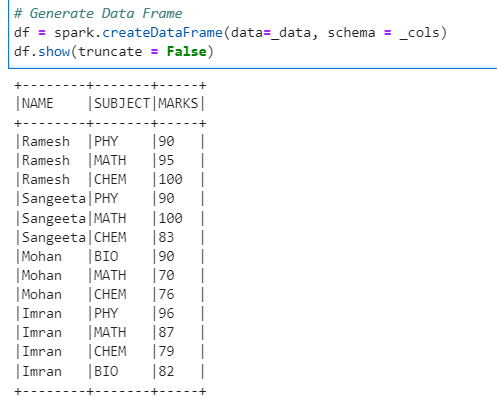 # Generate Data Frame
df = spark.createDataFrame(data=_data, schema = _cols)
df.show(truncate = False)
+--------+-------+-----+
|NAME    |SUBJECT|MARKS|
+--------+-------+-----+
|Ramesh  |PHY    |90   |
|Ramesh  |MATH   |95   |
|Ramesh  |CHEM   |100  |
|Sangeeta|PHY    |90   |
|Sangeeta|MATH   |100  |
|Sangeeta|CHEM   |83   |
|Mohan   |BIO    |90   |
|Mohan   |MATH   |70   |
|Mohan   |CHEM   |76   |
|Imran   |PHY    |96   |
|Imran   |MATH   |87   |
|Imran   |CHEM   |79   |
|Imran   |BIO    |82   |
+--------+-------+-----+